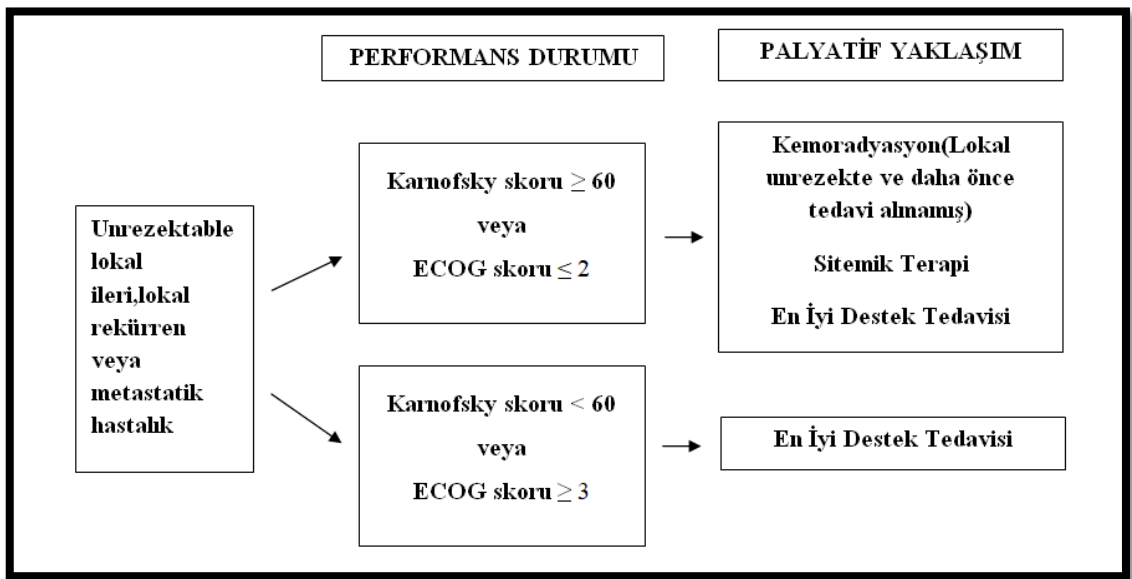 PERFORMANS DURUMU
PALYATİF YAKLAŞIM
Unrezektable
lokal
ileri,lokal
rekürren
veya
metastatik
hastalık
Karnofsky skoru ≥ 60
veya
ECOG skoru ≤ 2
Kemoradyasyon(Lokal
unrezekte ve daha önce
tedavi almamış)
Sitemik Terapi
En İyi Destek Tedavisi
Karnofsky skoru < 60
veya
ECOG skoru ≥ 3
En İyi Destek Tedavisi